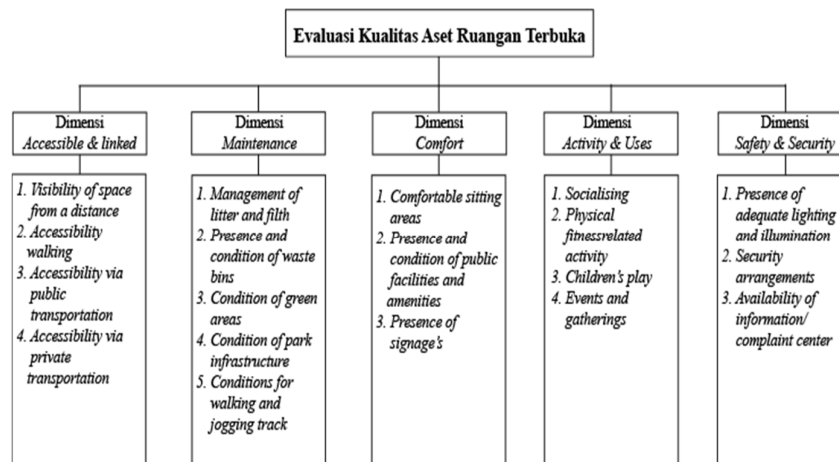 Evaluasi Kualitas Aset Ruangan Terbuka
Dimensi
Accessible & linked
1. Visibility of space
from a distance
2. Accessibility
walking
3. Accessibility via
public
transportation
4. Accessibility via
private
transportation
Dimensi
Maintenance
1. Management of
litter and filth
2. Presence and
condition of waste
bins
3. Condition of green
areas
4. Condition of park
infrastructure
5. Conditions for
walking and
jogging track
Dimensi
Comfort
1. Comfortable sitting
areas
2. Presence and
condition of public
facilities and
amenities
3. Presence of
signage's
Dimensi
Activity & Uses
1. Socialising
2. Physical
fitnessrelated
activity
3. Children's play
4. Events and
gatherings
Dimensi
Safety & Security
1. Presence of
adequate lighting
and illumination
2. Security
arrangements
3. Availability of
information/
complaint center